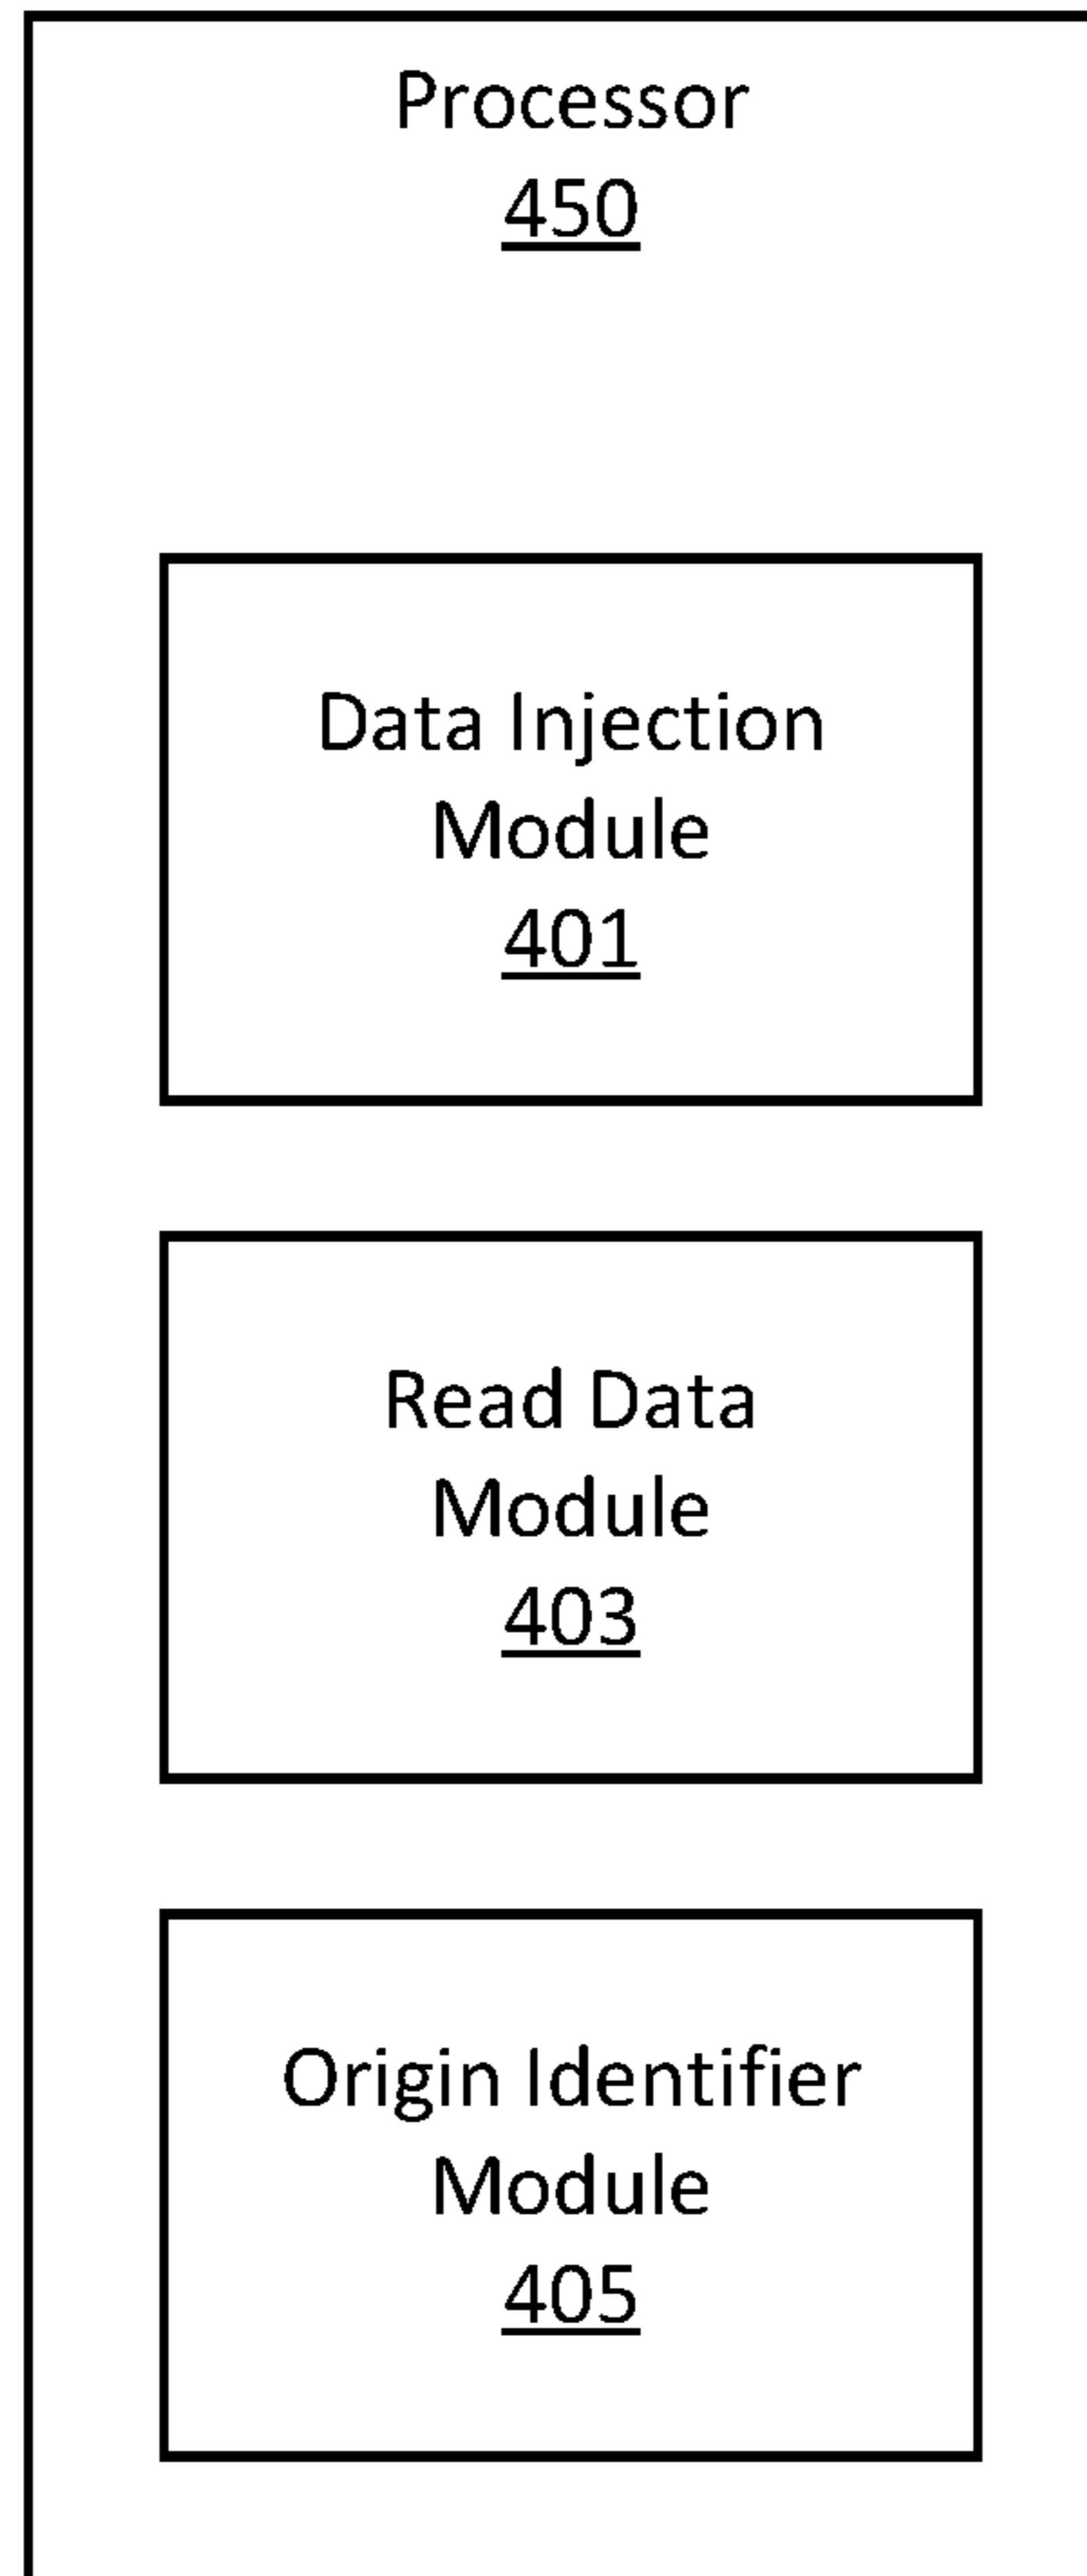 Processor
450
Data Injection
Module
401
Read Data
Module
403
Origin Identifier
Module
405